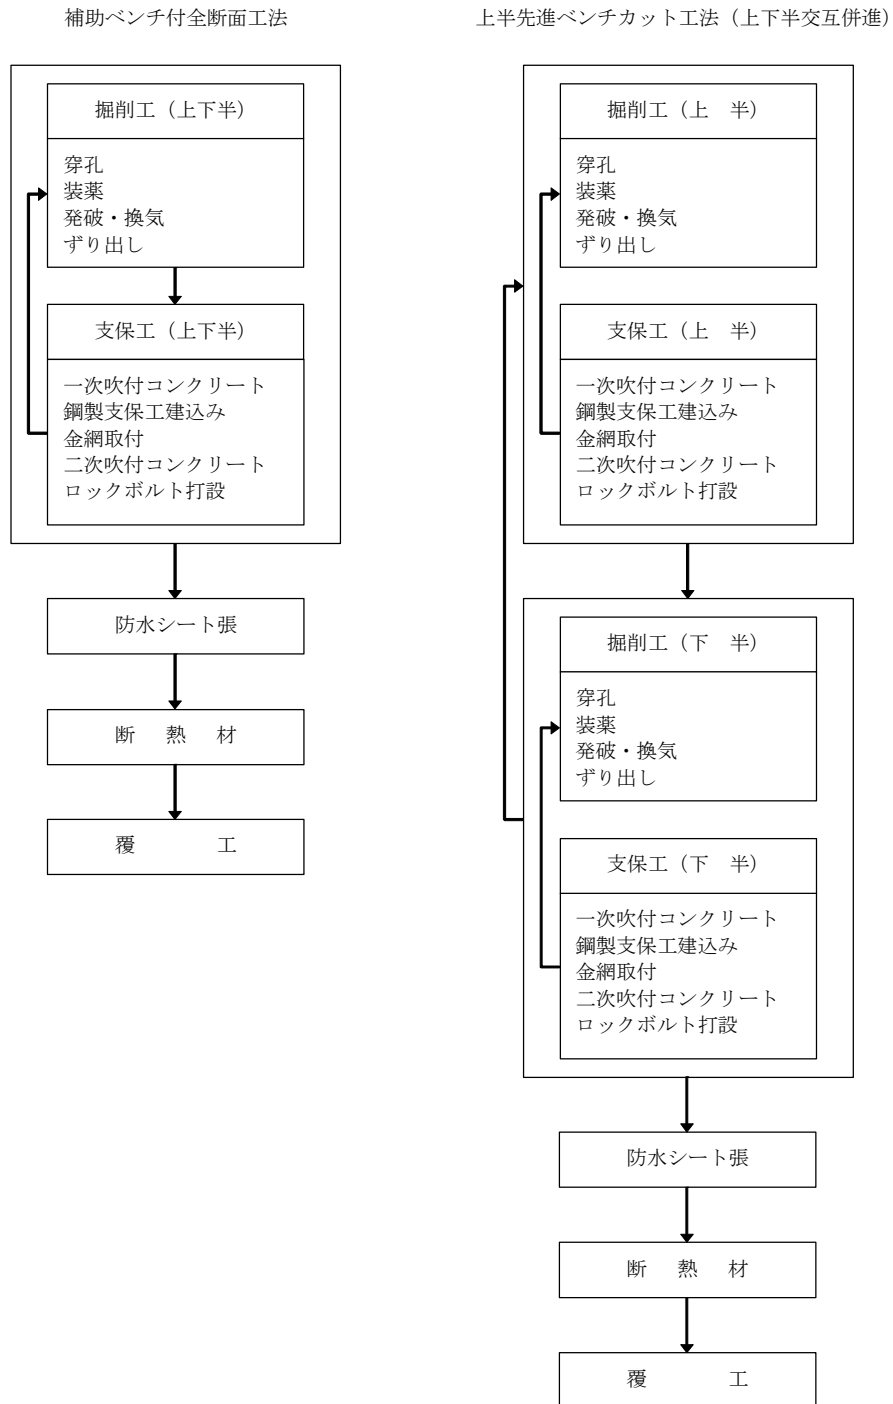 補助ベンチ付全断面工法
掘削工（上下半）
穿孔
装薬
発破・換気
ずり出し
支保工（上下半）
一次吹付コンクリート
鋼製支保工建込み
金網取付
二次吹付コンクリート
ロックボルト打設
防水シート張
断　熱　材
覆　　　工
上半先進ベンチカット工法（上下半交互併進）
掘削工（上　半）
穿孔
装薬
発破・換気
ずり出し
支保工（上　半）
一次吹付コンクリート
鋼製支保工建込み
金網取付
二次吹付コンクリート
ロックボルト打設
掘削工（下　半）
穿孔
装薬
発破・換気
ずり出し
支保工（下　半）
一次吹付コンクリート
鋼製支保工建込み
金網取付
二次吹付コンクリート
ロックボルト打設
防水シート張
断　熱　材
覆　　　工